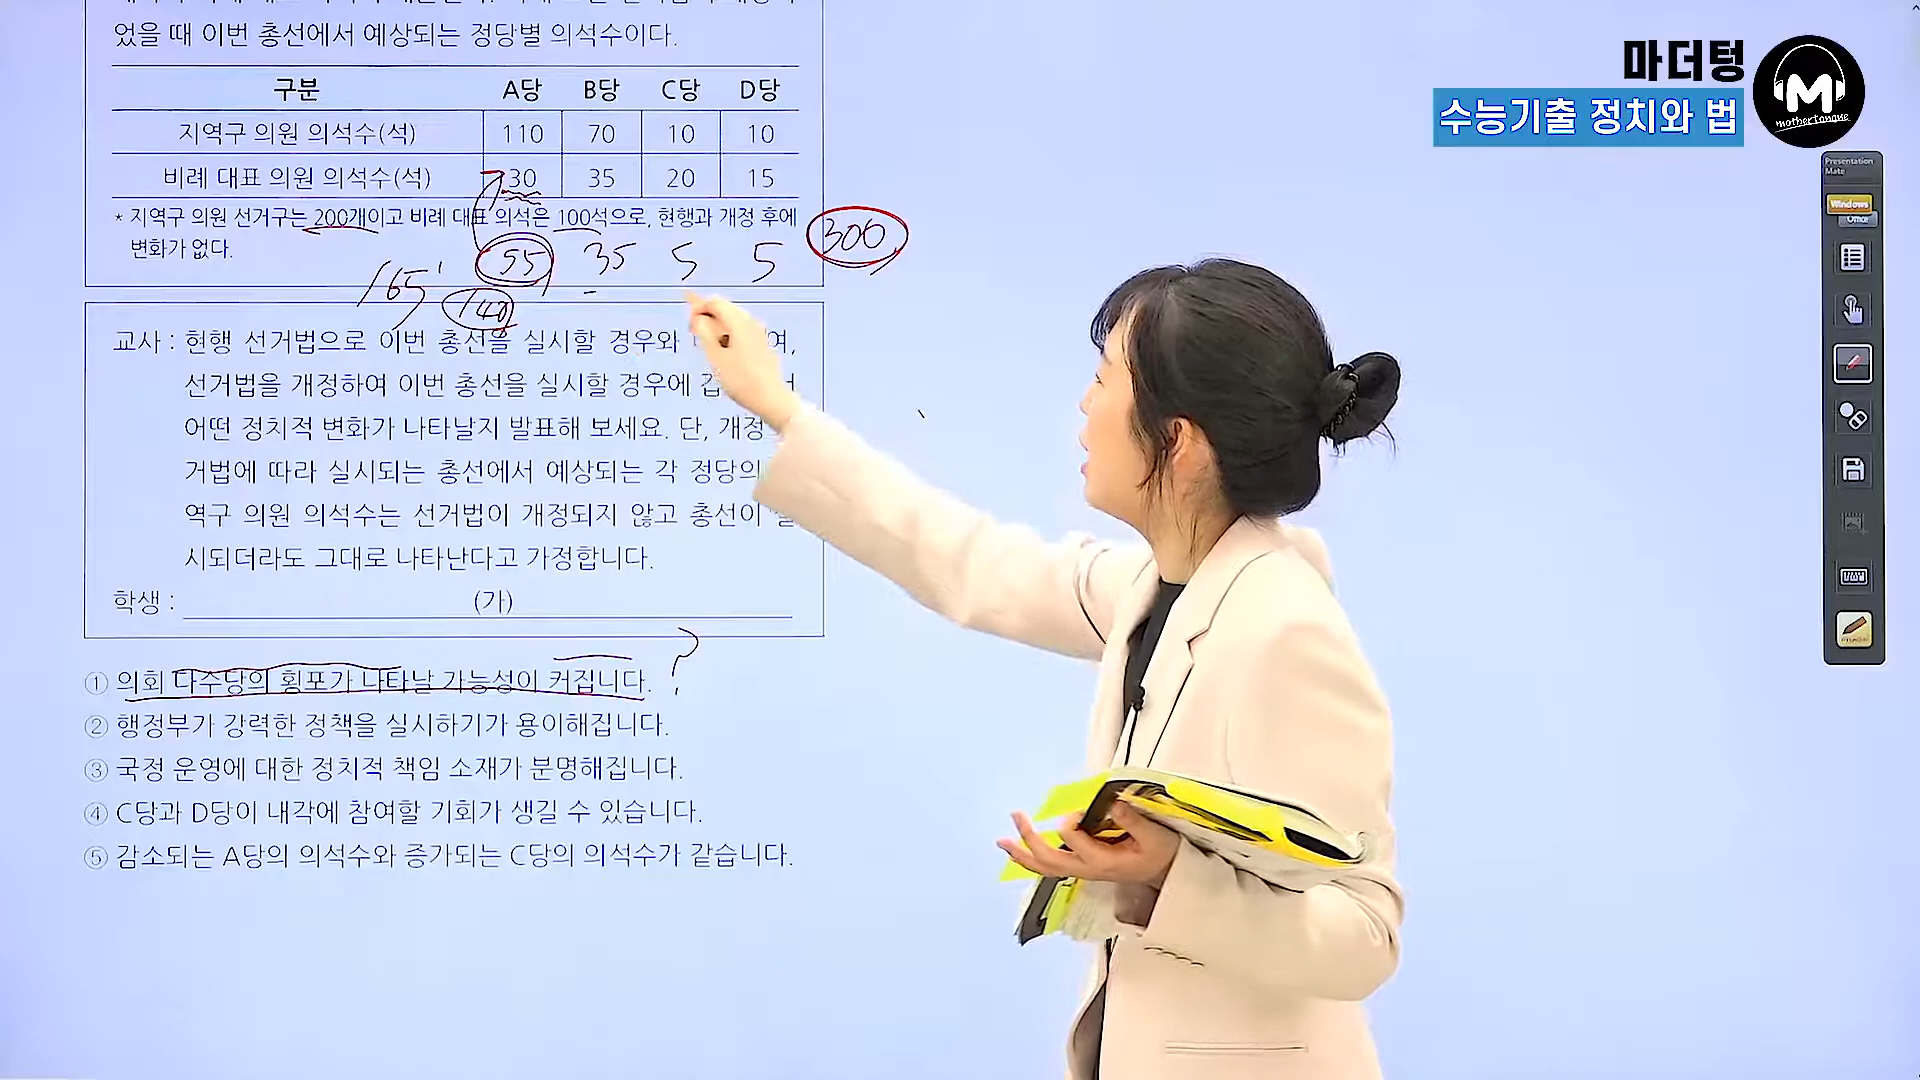 었을 때 이번 총선에서 예상되는 정당별 의석수이다.
구분 A당 B당 C당 D당
지역구 의원 의석수(석) 110 70 10 10
비례 대표 의원 의석수(석) 30 35 20 15
* 지역구 의원 선거구는 200개이고 비례 대표 의석은 100석으로, 현행과 개정 후에
변화가 없다.
300
55 35 5 5
165
140
교사 : 현행 선거법으로 이번 총선을 실시할 경우와
선거법을 개정하여 이번 총선을 실시할 경우에
어떤 정치적 변화가 나타날지 발표해 보세요. 단, 개정
거법에 따라 실시되는 총선에서 예상되는 각 정당의
역구 의원 의석수는 선거법이 개정되지 않고 총선이
시되더라도 그대로 나타난다고 가정합니다.
학생 : (가)
① 의회 다수당의 횡포가 나타날 가능성이 커집니다. ?
② 행정부가 강력한 정책을 실시하기가 용이해집니다.
③ 국정 운영에 대한 정치적 책임 소재가 분명해집니다.
④ C당과 D당이 내각에 참여할 기회가 생길 수 있습니다.
⑤ 감소되는 A당의 의석수와 증가되는 C당의 의석수가 같습니다.
마더텅
수능기출 정치와 법
M
mothertongue
Presentation
Mate
Windows
Office